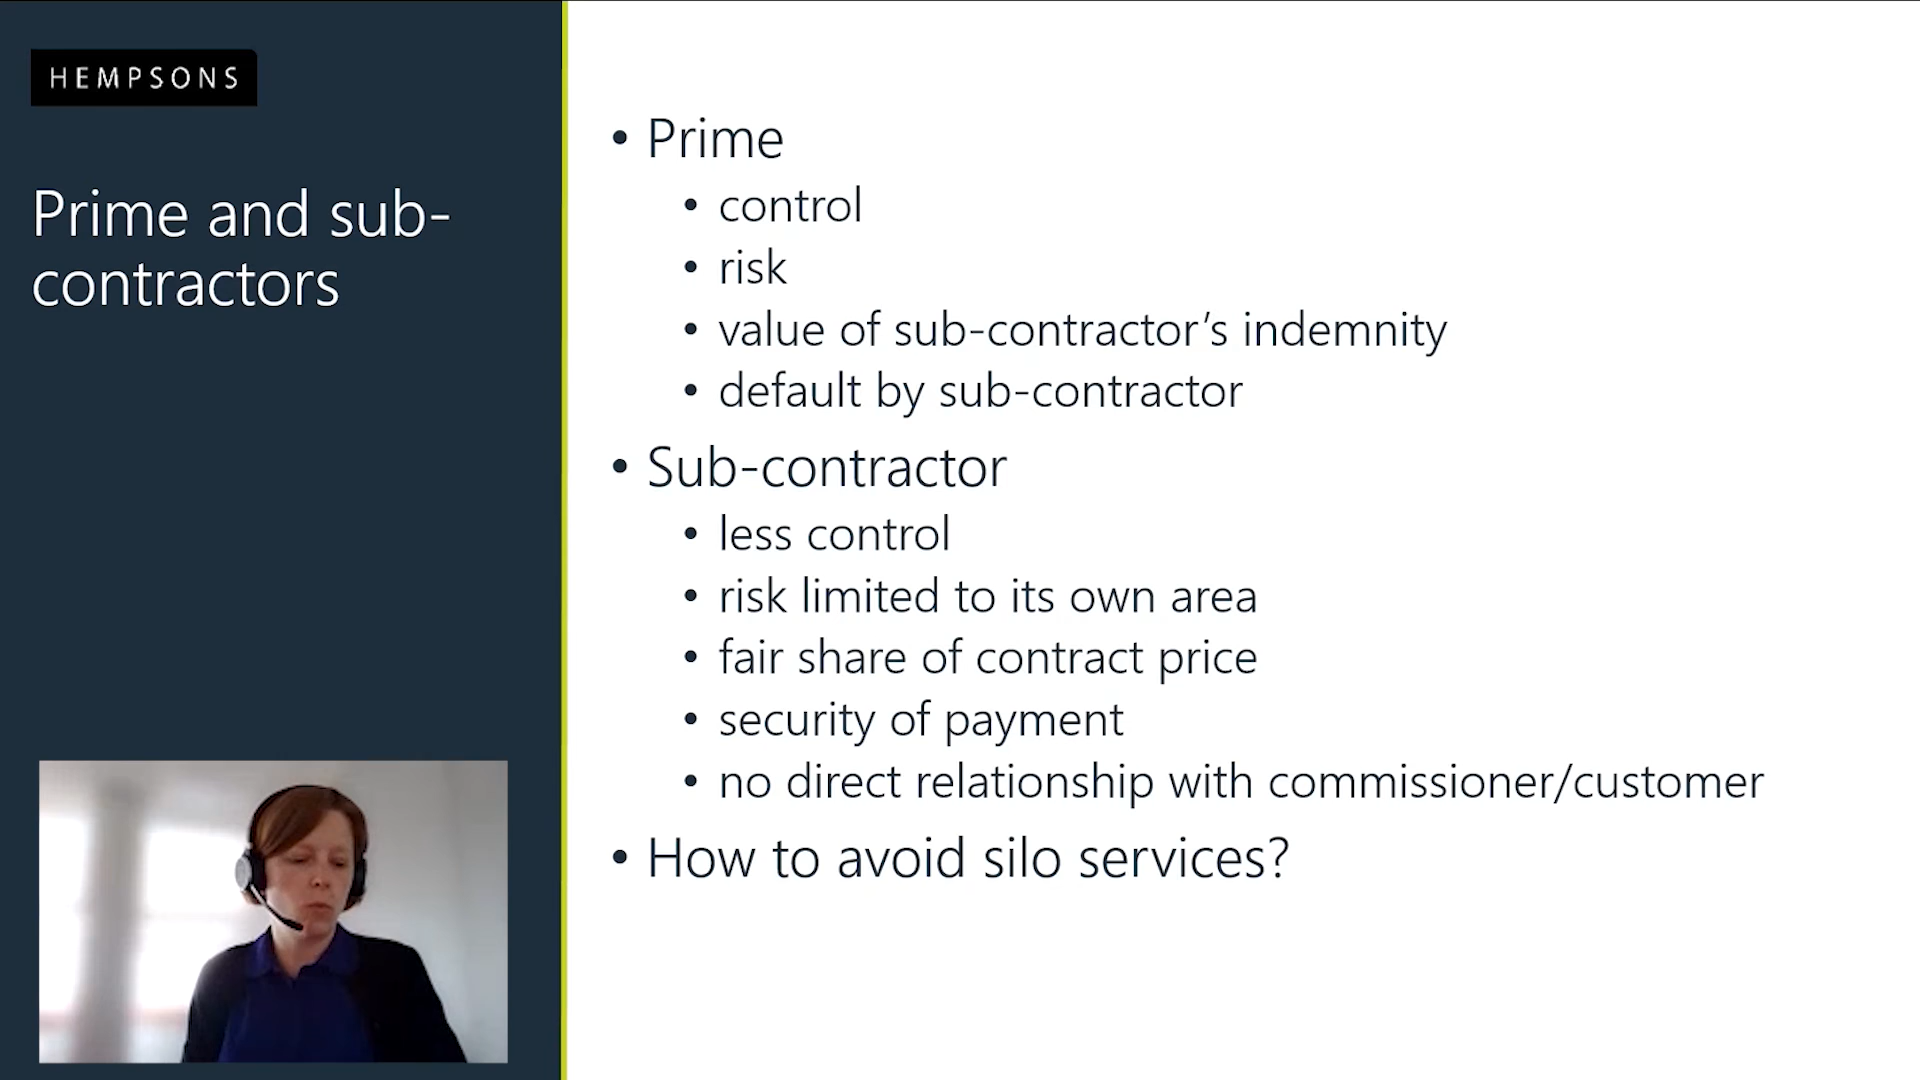 HEMPSONS
Prime and sub-
contractors
• Prime
• control
• risk
• value of sub-contractor’s indemnity
• default by sub-contractor
• Sub-contractor
• less control
• risk limited to its own area
• fair share of contract price
• security of payment
• no direct relationship with commissioner/customer
• How to avoid silo services?